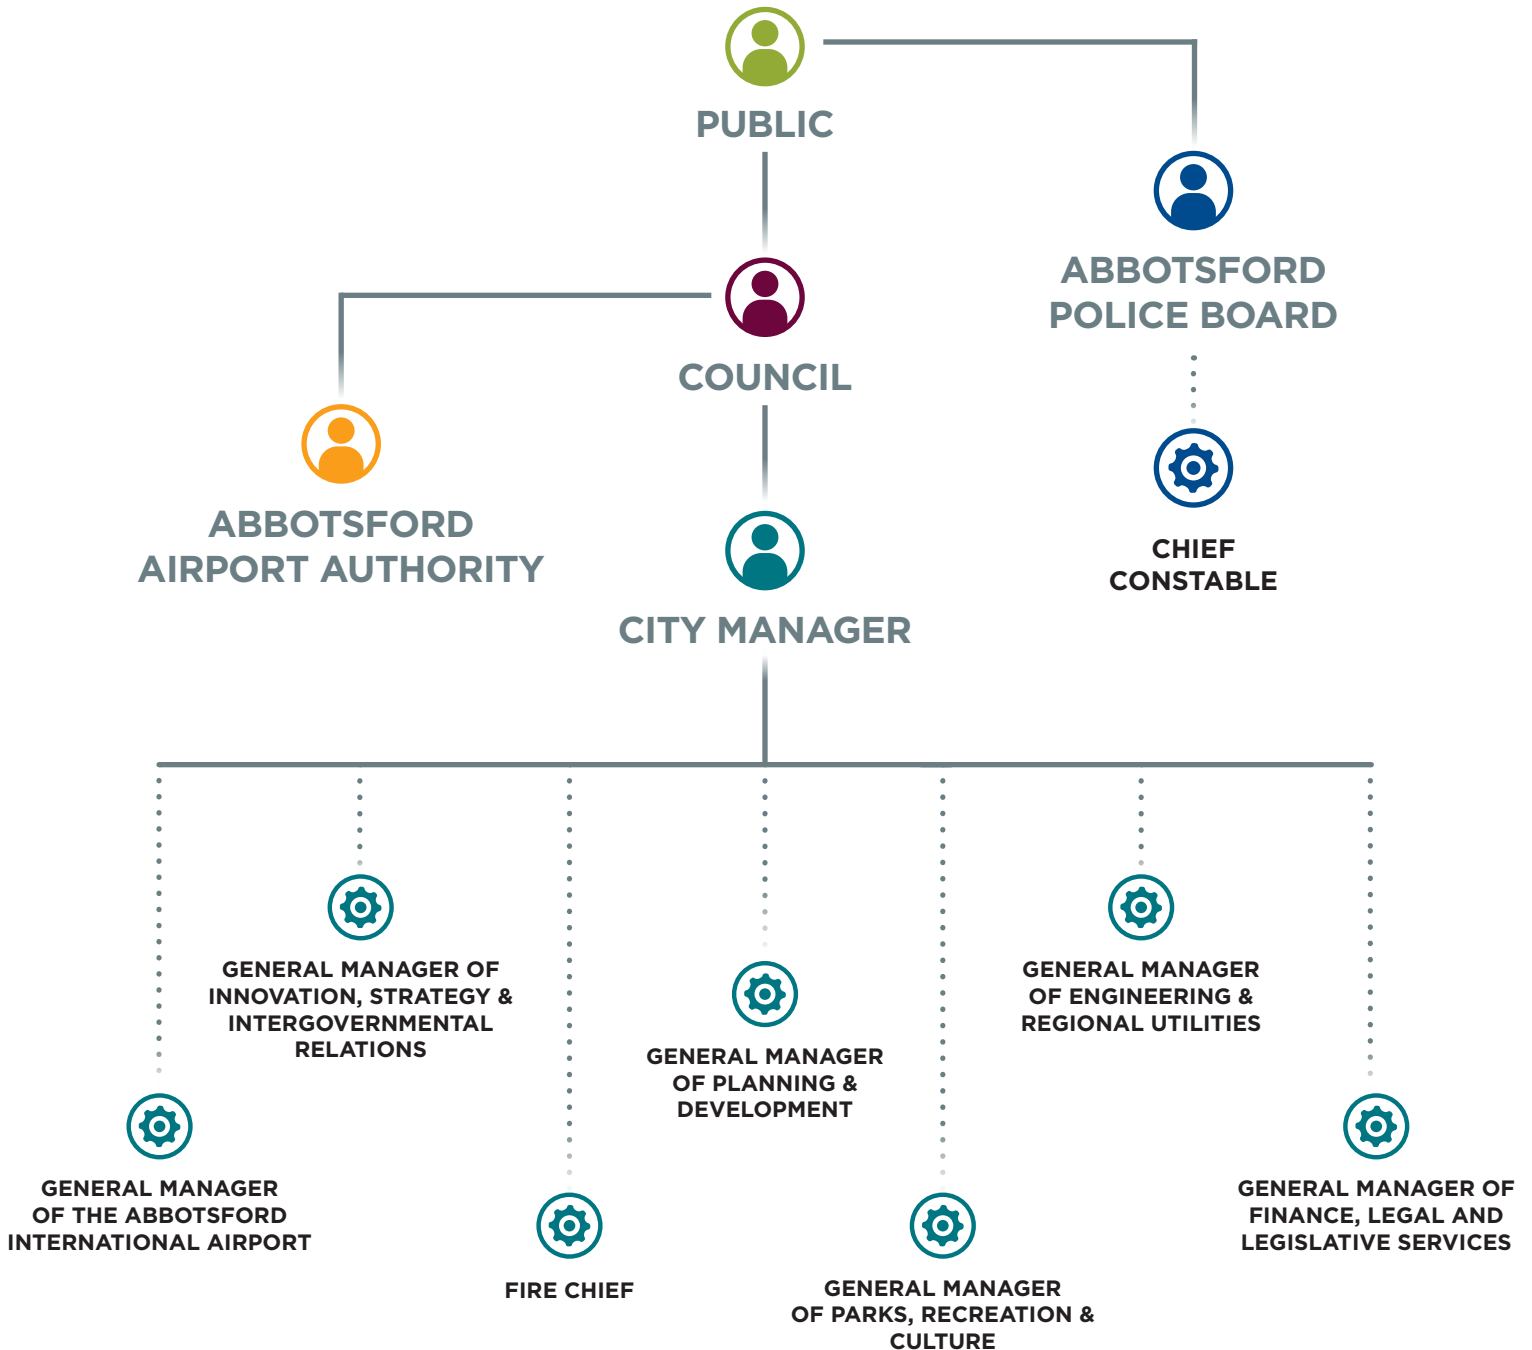 PUBLIC
ABBOTSFORD
POLICE BOARD
COUNCIL
ABBOTSFORD
AIRPORT AUTHORITY
CHIEF
CONSTABLE
CITY MANAGER
GENERAL MANAGER OF
INNOVATION, STRATEGY &
INTERGOVERNMENTAL
RELATIONS
GENERAL MANAGER
OF ENGINEERING &
REGIONAL UTILITIES
GENERAL MANAGER
OF PLANNING &
DEVELOPMENT
GENERAL MANAGER
OF THE ABBOTSFORD
INTERNATIONAL AIRPORT
GENERAL MANAGER OF
FINANCE, LEGAL AND
LEGISLATIVE SERVICES
FIRE CHIEF
GENERAL MANAGER
OF PARKS, RECREATION &
CULTURE